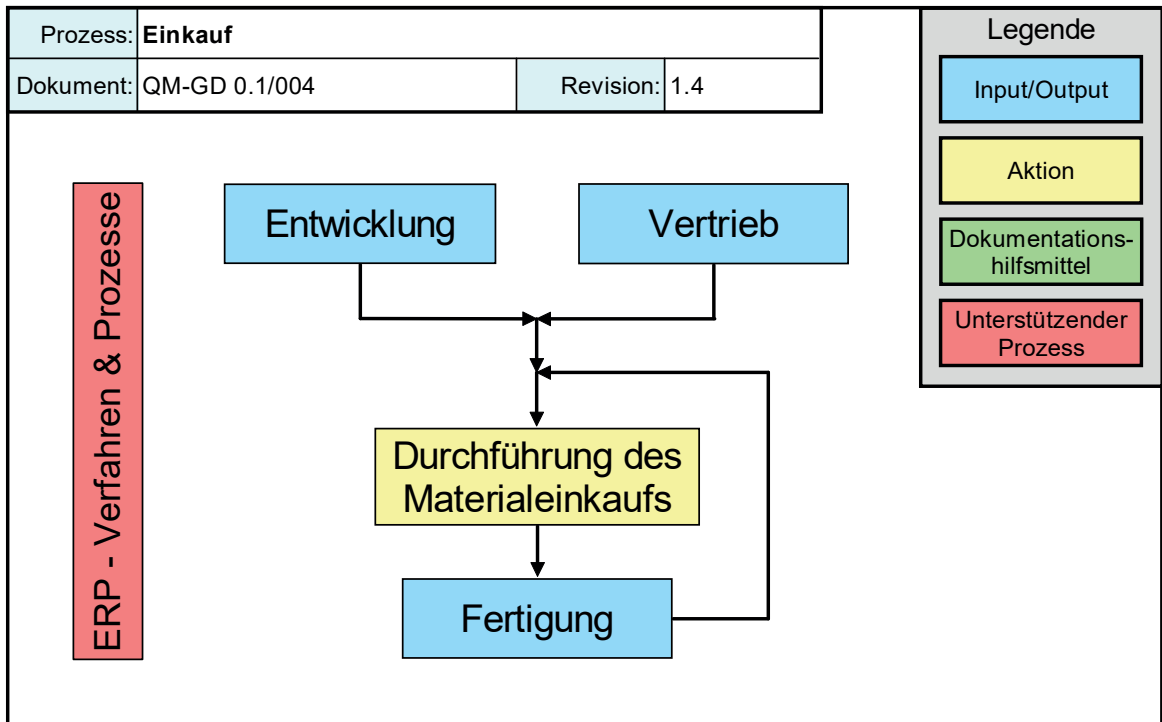 Prozess: Einkauf
Dokument: QM-GD 0.1/004 Revision: 1.4
Legende
Input/Output
Aktion
Dokumentations-
hilfsmittel
Unterstützender
Prozess
ERP - Verfahren & Prozesse
Entwicklung
Vertrieb
Durchführung des
Materialeinkaufs
Fertigung